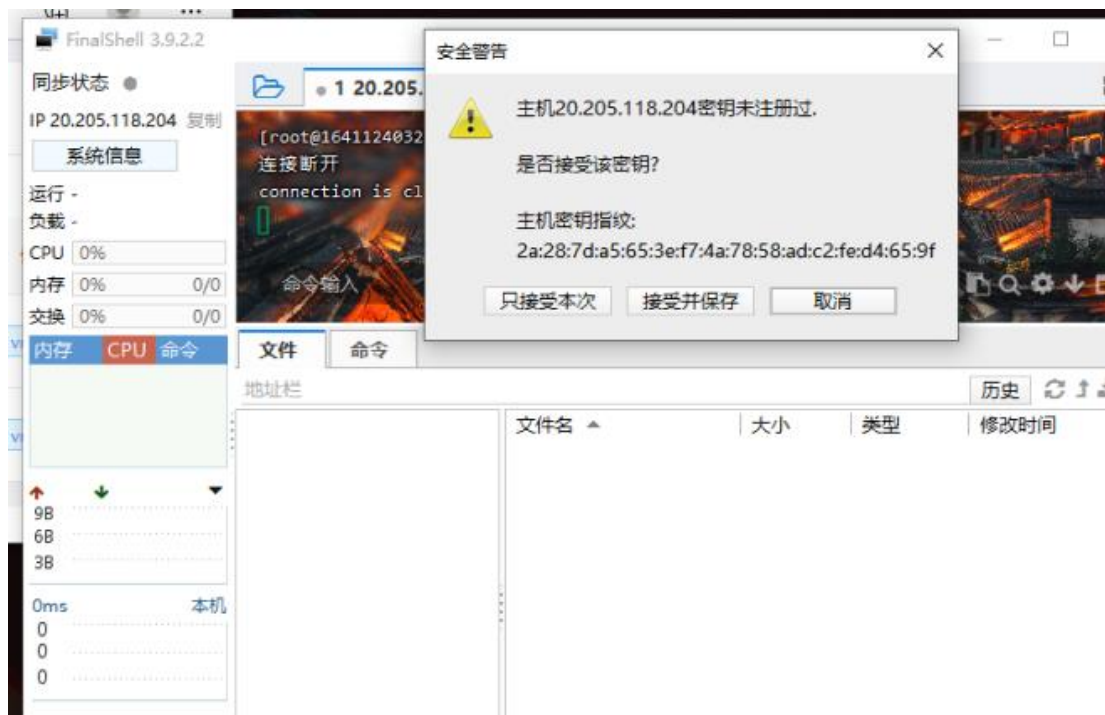 FinalShell 3.9.2.2
同步状态
IP 20.205.118.204 复制
系统信息
运行 -
负载 -
CPU 0%
内存 0% 0/0
交换 0% 0/0
内存 CPU 命令
9B
6B
3B
0ms 本机
0
0
0
1 20.205.
[root@1641124032
连接断开
connection is cl
命令输入
安全警告
主机20.205.118.204密钥未注册过.
是否接受该密钥?
主机密钥指纹:
2a:28:7d:a5:65:3e:f7:4a:78:58:ad:c2:fe:d4:65:9f
只接受本次 接受并保存 取消
文件 命令
地址栏 历史
文件名 大小 类型 修改时间